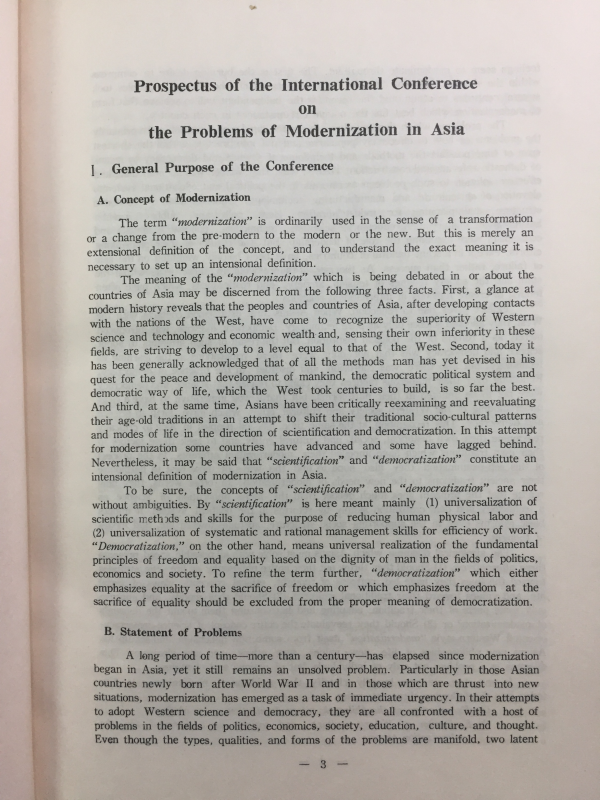 Prospectus of the International Conference
on
the Problems of Modernization in Asia
I. General Purpose of the Conference
A. Concept of Modernization
The term "modernization" is ordinarily used in the sense of a transformation
or a change from the pre-modern to the modern or the new. But this is merely an
extensional definition of the concept, and to understand the exact meaning it is
necessary to set up an intensional definition.
The meaning of the "modernization" which is being debated in or about the
countries of Asia may be discerned from the following three facts. First, a glance at
modern history reveals that the peoples and countries of Asia, after developing contacts
with the nations of the West, have come to recognize the superiority of Western
science and technology and economic wealth and, sensing their own inferiority in these
fields, are striving to develop to a level equal to that of the West. Second, today it
has been generally acknowledged that of all the methods man has yet devised in his
quest for the peace and development of mankind, the democratic political system and
democratic way of life, which the West took centuries to build, is so far the best.
And third, at the same time, Asians have been critically reexamining and reevaluating
their age-old traditions in an attempt to shift their traditional socio-cultural patterns
and modes of life in the direction of scientification and democratization. In this attempt
for modernization some countries have advanced and some have lagged behind.
Nevertheless, it may be said that "scientification" and "democratization" constitute an
intensional definition of modernization in Asia.
To be sure, the concepts of "scientification" and "democratization" are not
without ambiguities. By "scientification" is here meant mainly (1) universalization of
scientific methods and skills for the purpose of reducing human physical labor and
(2) universalization of systematic and rational management skills for efficiency of work.
"Democratization," on the other hand, means universal realization of the fundamental
principles of freedom and equality based on the dignity of man in the fields of politics,
economics and society. To refine the term further, "democratization" which either
emphasizes equality at the sacrifice of freedom or which emphasizes freedom at the
sacrifice of equality should be excluded from the proper meaning of democratization.
B. Statement of Problems
A long period of time—more than a century—has elapsed since modernization
began in Asia, yet it still remains an unsolved problem. Particularly in those Asian
countries newly born after World War II and in those which are thrust into new
situations, modernization has emerged as a task of immediate urgency. In their attempts
to adopt Western science and democracy, they are all confronted with a host of
problems in the fields of politics, economics, society, education, culture, and thought.
Even though the types, qualities, and forms of the problems are manifold, two latent
— 3 —